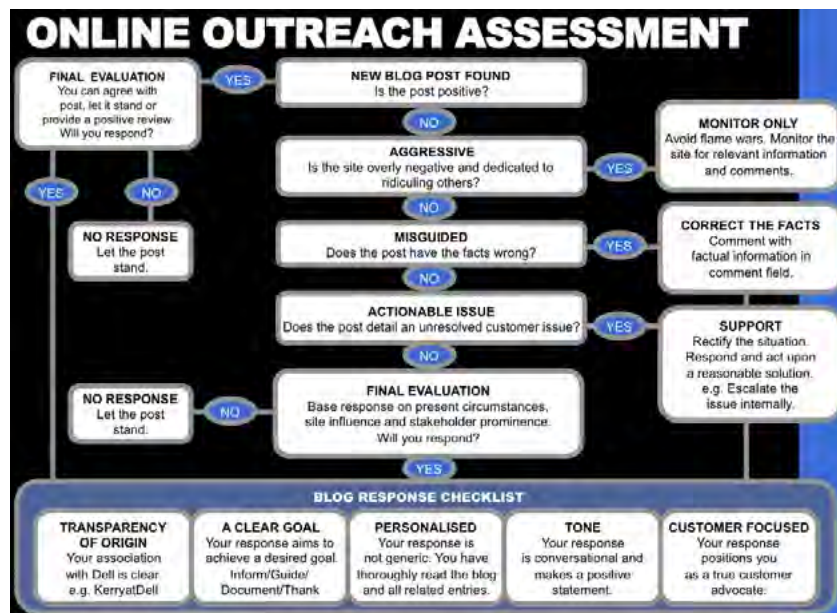 ONLINE OUTREACH ASSESSMENT
FINAL EVALUATION
You can agree with
post, let it stand or
provide a positive review
Will you respond?
YES
NEW BLOG POST FOUND
Is the post positive?
NO
AGGRESSIVE
Is the site overly negative and dedicated to
ridiculing others?
YES
MONITOR ONLY
Avoid flame wars. Monitor the
site for relevant information
and comments.
YES
NO
NO
NO RESPONSE
Let the post
stand.
MISGUIDED
Does the post have the facts wrong?
YES
CORRECT THE FACTS
Comment with
factual information in
comment field.
NO
ACTIONABLE ISSUE
Does the post detail an unresolved customer issue?
YES
SUPPORT
Rectify the situation.
Respond and act upon
a reasonable solution.
e.g. Escalate the
issue internally.
NO
NO RESPONSE
Let the post
stand.
NO
FINAL EVALUATION
Base response on present circumstances,
site influence and stakeholder prominence.
Will you respond?
YES
BLOG RESPONSE CHECKLIST
TRANSPARENCY
OF ORIGIN
Your association
with Dell is clear
e.g. KerryatDell
A CLEAR GOAL
Your response aims to
achieve a desired goal.
Inform/Guide/
Document/Thank
PERSONALISED
Your response is
not generic. You have
thoroughly read the blog
and all related entries.
TONE
Your response
is conversational and
makes a positive
statement.
CUSTOMER FOCUSED
Your response
positions you
as a true customer
advocate.